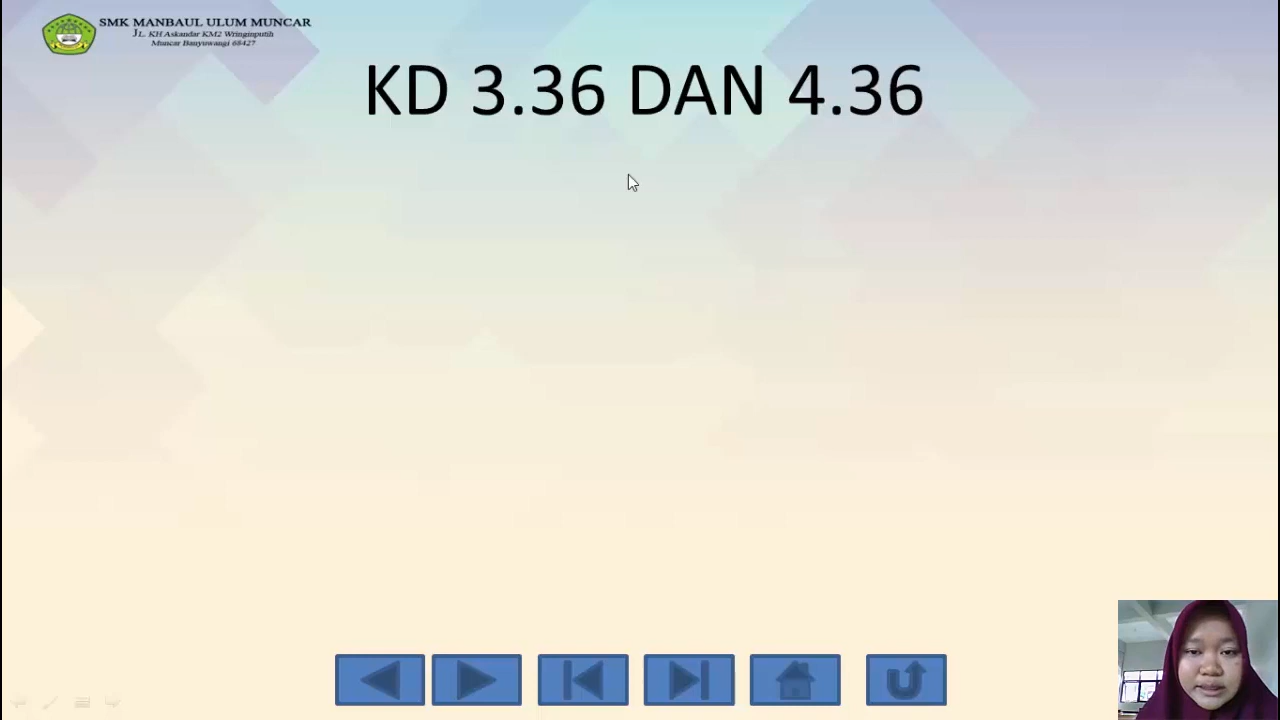 SMK MANBAUL ULUM MUNCAR
JL. KH Askandar KM2 Wringinputih
Muncar Banyuwangi 68427
KD 3.36 DAN 4.36